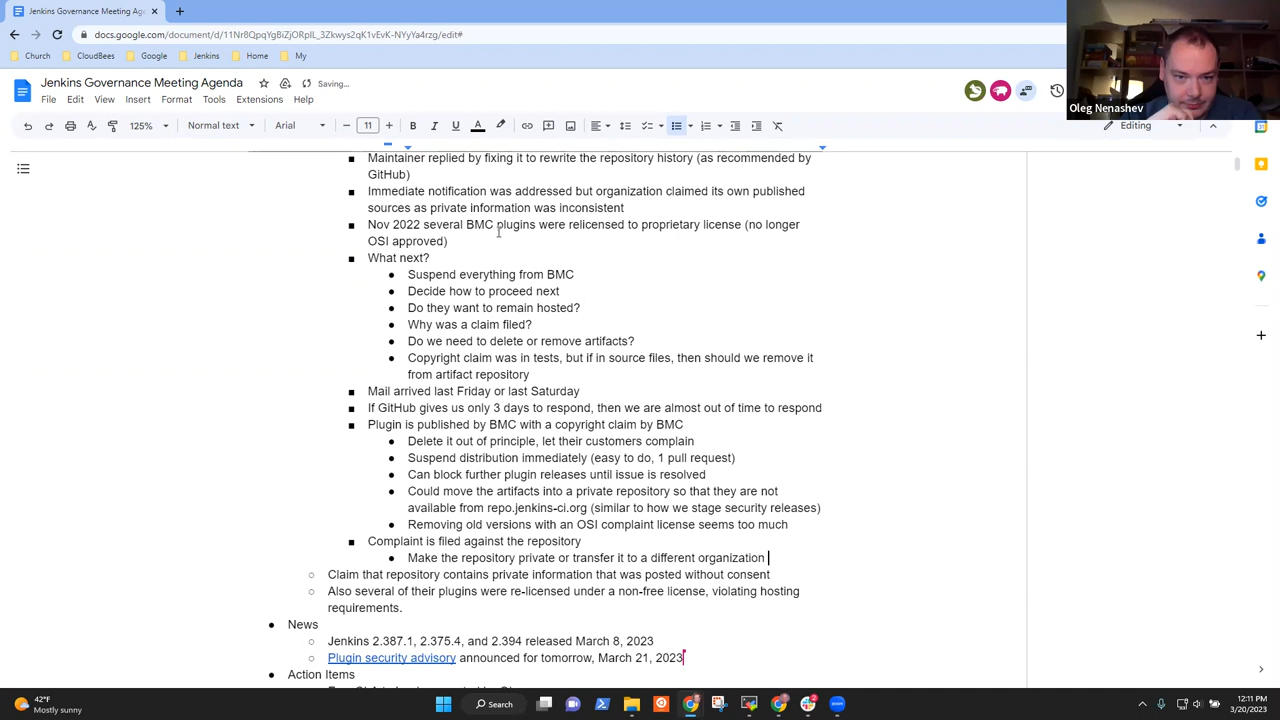 Jenkins Governance Meeting Age
docs.google.com/document/d/11Nr8QpqYgBiZjORplL_3Zkwys2qK1vEvK-NYyYa4rzg/edit#
Church
CloudBees
Google
Jenkins
Home
My
Jenkins Governance Meeting Agenda
Saving...
File Edit View Insert Format Tools Extensions Help
Oleg Nenashev
125%
Normal text
Arial
11
Editing
Maintainer replied by fixing it to rewrite the repository history (as recommended by
GitHub)
Immediate notification was addressed but organization claimed its own published
sources as private information was inconsistent
Nov 2022 several BMC plugins were relicensed to proprietary license (no longer
OSI approved)
What next?
Suspend everything from BMC
Decide how to proceed next
Do they want to remain hosted?
Why was a claim filed?
Do we need to delete or remove artifacts?
Copyright claim was in tests, but if in source files, then should we remove it
from artifact repository
Mail arrived last Friday or last Saturday
If GitHub gives us only 3 days to respond, then we are almost out of time to respond
Plugin is published by BMC with a copyright claim by BMC
Delete it out of principle, let their customers complain
Suspend distribution immediately (easy to do, 1 pull request)
Can block further plugin releases until issue is resolved
Could move the artifacts into a private repository so that they are not
available from repo.jenkins-ci.org (similar to how we stage security releases)
Removing old versions with an OSI complaint license seems too much
Complaint is filed against the repository
Make the repository private or transfer it to a different organization
Claim that repository contains private information that was posted without consent
Also several of their plugins were re-licensed under a non-free license, violating hosting
requirements.
News
Jenkins 2.387.1, 2.375.4, and 2.394 released March 8, 2023
Plugin security advisory announced for tomorrow, March 21, 2023
Action Items
42°F
Mostly sunny
Search
12:11 PM
3/20/2023